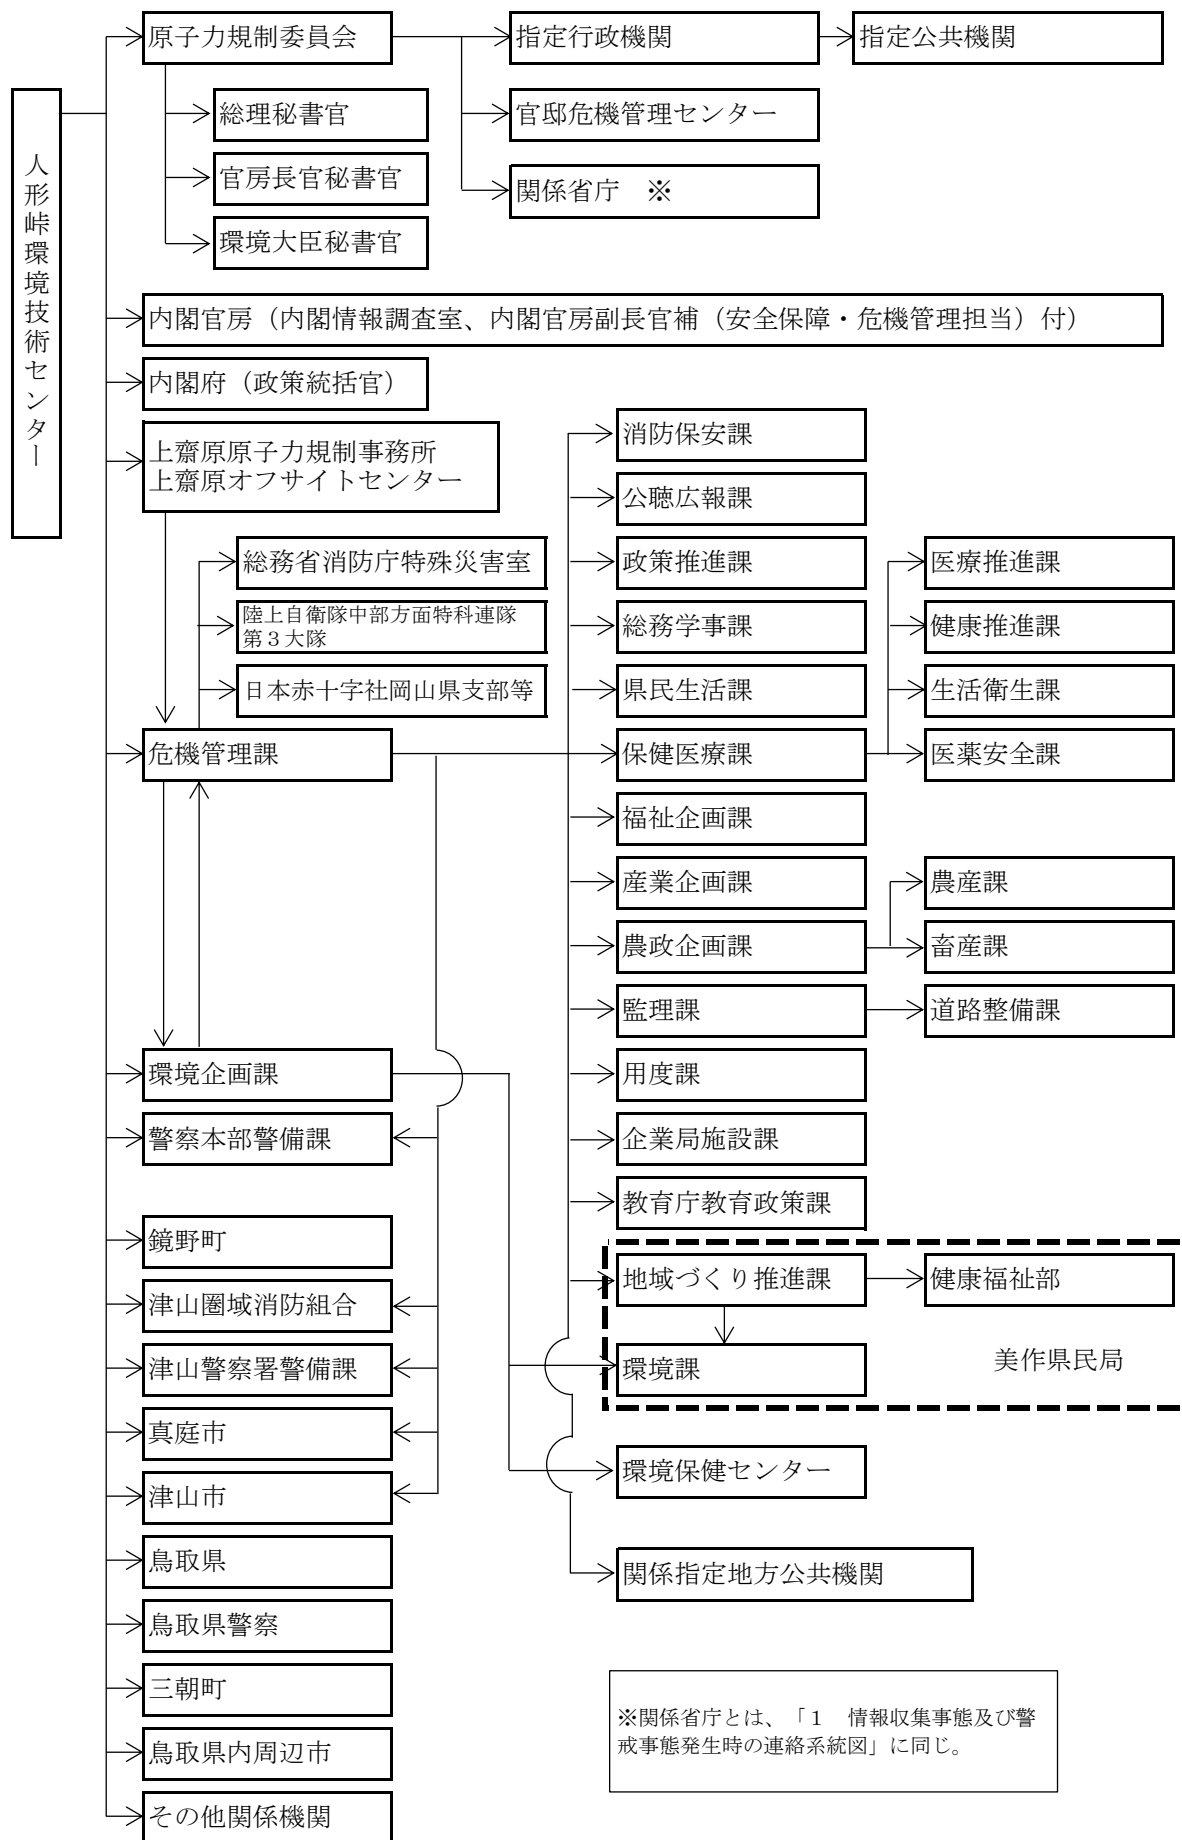 人形峠環境技術センター
原子力規制委員会
指定行政機関
指定公共機関
総理秘書官
官邸危機管理センター
官房長官秘書官
関係省庁　※
環境大臣秘書官
内閣官房（内閣情報調査室、内閣官房副長官補（安全保障・危機管理担当）付）
内閣府（政策統括官）
上齋原原子力規制事務所
上齋原オフサイトセンター
消防保安課
公聴広報課
総務省消防庁特殊災害室
政策推進課
医療推進課
陸上自衛隊中部方面特科連隊
第３大隊
総務学事課
健康推進課
日本赤十字社岡山県支部等
県民生活課
生活衛生課
危機管理課
保健医療課
医薬安全課
福祉企画課
産業企画課
農産課
農政企画課
畜産課
監理課
道路整備課
環境企画課
用度課
警察本部警備課
企業局施設課
教育庁教育政策課
鏡野町
地域づくり推進課
健康福祉部
津山圏域消防組合
津山警察署警備課
環境課
美作県民局
真庭市
環境保健センター
津山市
鳥取県
関係指定地方公共機関
鳥取県警察
三朝町
※関係省庁とは、「１　情報収集事態及び警
戒事態発生時の連絡系統図」に同じ。
鳥取県内周辺市
その他関係機関